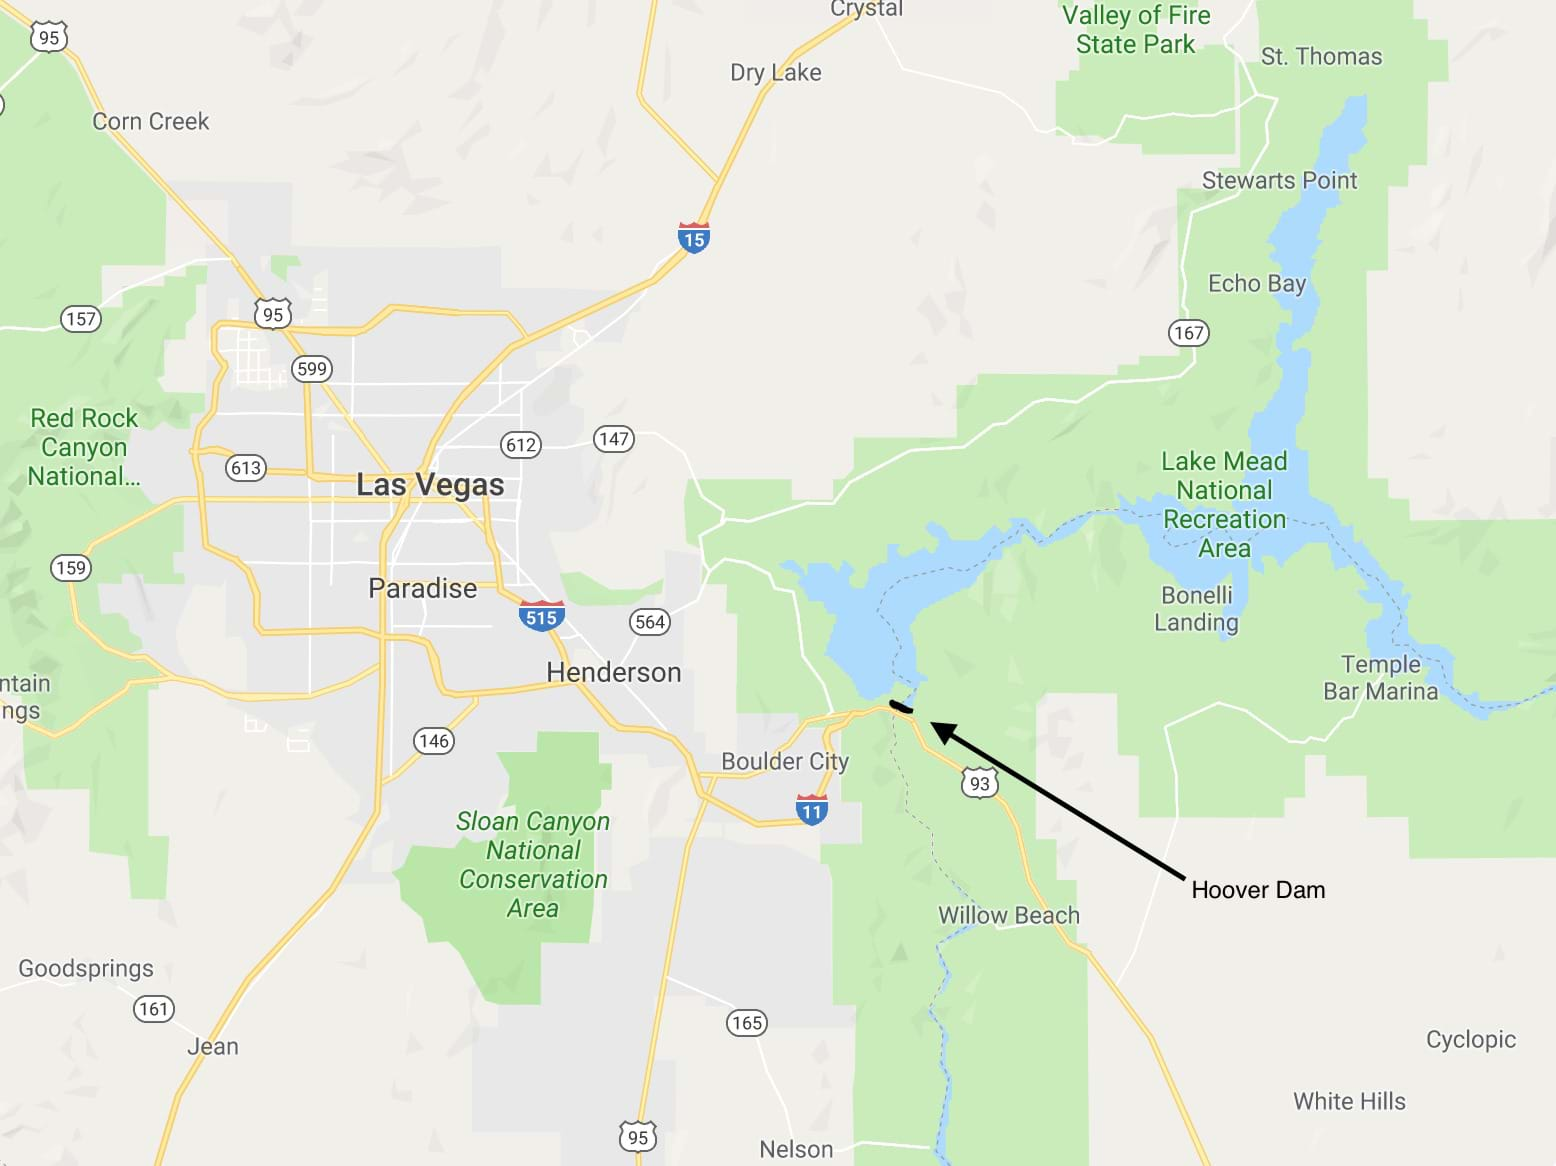 Crystal
Valley of Fire
State Park
95
St. Thomas
Dry Lake
Corn Creek
Stewarts Point
15
Echo Bay
95
157
167
599
Red Rock
Canyon
National...
612
147
613
Las Vegas
Lake Mead
National
Recreation
Area
159
Paradise
Bonelli
Landing
515
564
Henderson
Temple
Bar Marina
ntain
ngs
146
Boulder City
93
11
Sloan Canyon
National
Conservation
Area
Hoover Dam
Willow Beach
Goodsprings
161
165
Jean
Cyclopic
White Hills
95
Nelson